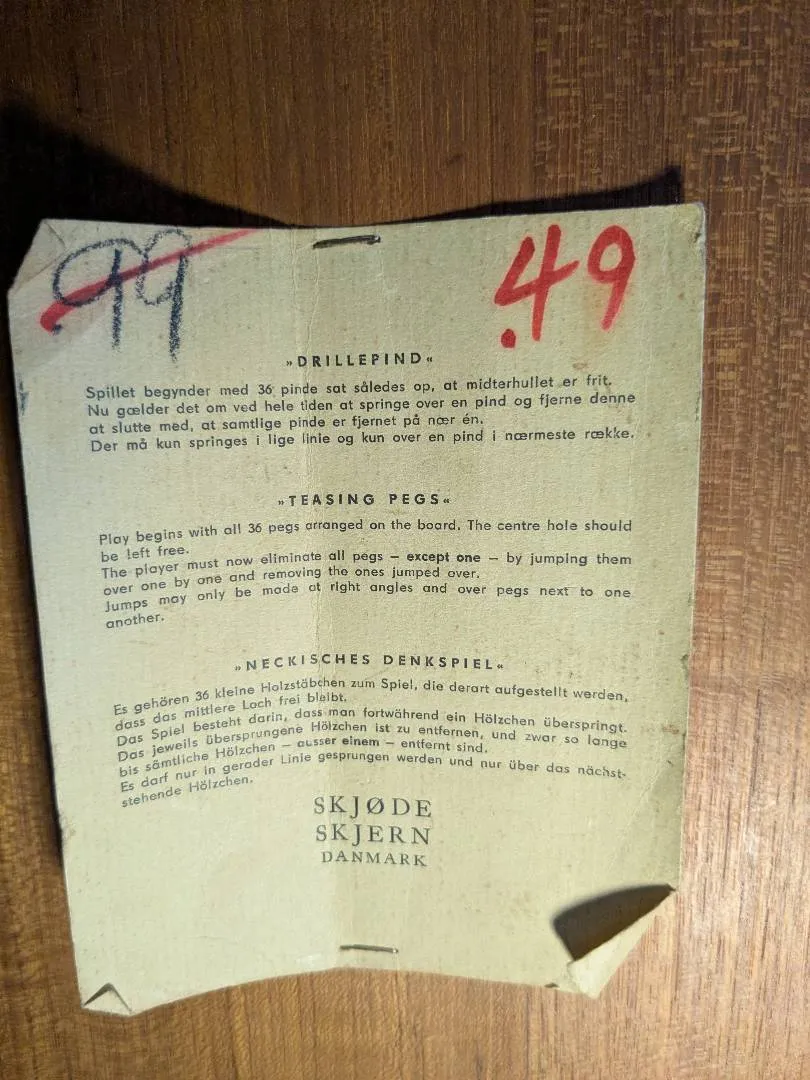 99
.49
»DRILLEPIND«
Spillet begynder med 36 pinde sat således op, at midterhullet er frit.
Nu gælder det om ved hele tiden at springe over en pind og fjerne denne
at slutte med, at samtlige pinde er fjernet på nær én.
Der må kun springes i lige linie og kun over en pind i nærmeste række.
»TEASING PEGS«
Play begins with all 36 pegs arranged on the board. The centre hole should
be left free.
The player must now eliminate all pegs – except one – by jumping them
over one by one and removing the ones jumped over.
Jumps may only be made at right angles and over pegs next to one
another.
„NECKISCHES DENKSPIEL“
Es gehören 36 kleine Holzstäbchen zum Spiel, die derart aufgestellt werden,
dass das mittlere Loch frei bleibt.
Das Spiel besteht darin, dass man fortwährend ein Hölzchen überspringt.
Das jeweils übersprungene Hölzchen ist zu entfernen, und zwar so lange
bis sämtliche Hölzchen – ausser einem – entfernt sind.
Es darf nur in gerader Linie gesprungen werden und nur über das nächst-
stehende Hölzchen.
SKJØDE
SKJERN
DANMARK